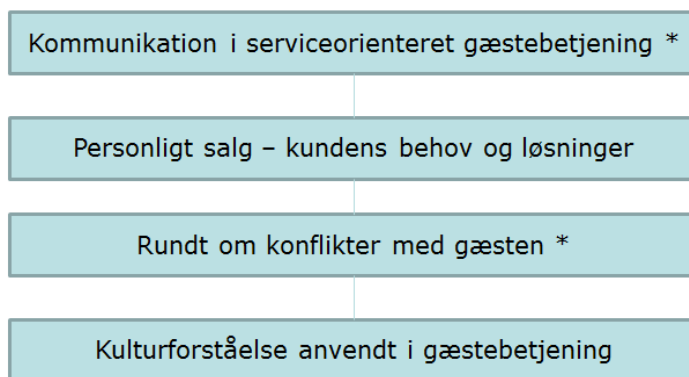 Kommunikation i serviceorienteret gæstebetjening *
Personligt salg – kundens behov og løsninger
Rundt om konflikter med gæsten *
Kulturforståelse anvendt i gæstebetjening